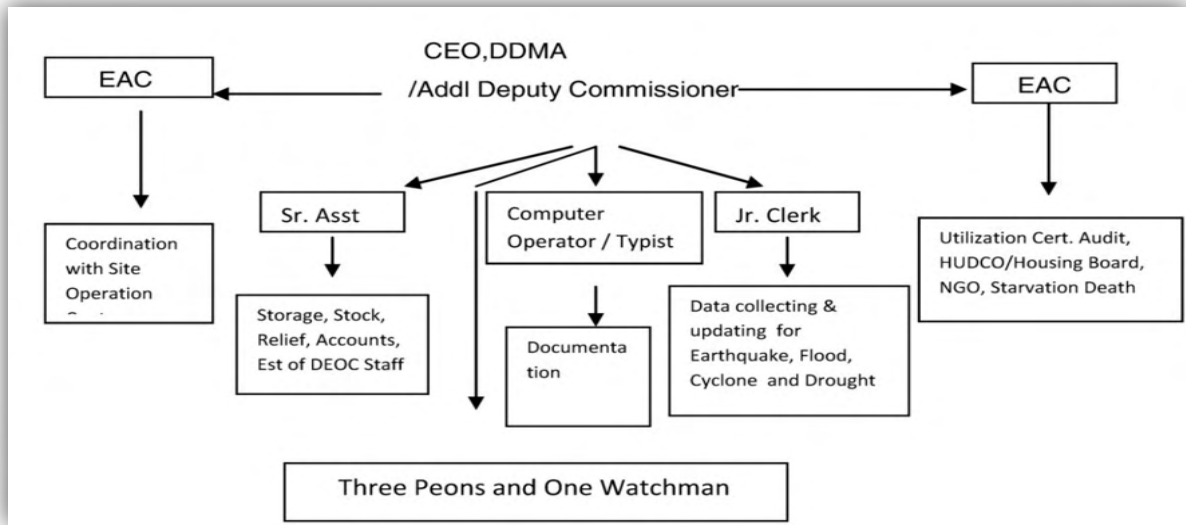 CEO,DDMA
/Addl Deputy Commissioner
EAC
EAC
Sr. Asst
Computer
Operator / Typist
Jr. Clerk
Coordination
with Site
Operation
Storage, Stock,
Relief, Accounts,
Est of DEOC Staff
Documenta
tion
Data collecting &
updating for
Earthquake, Flood,
Cyclone and Drought
Utilization Cert. Audit,
HUDCO/Housing Board,
NGO, Starvation Death
Three Peons and One Watchman